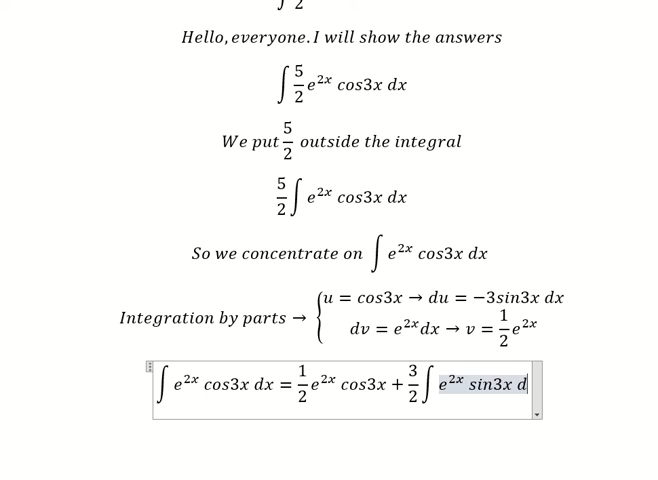 ∫ 2
Hello, everyone. I will show the answers
∫ 5/2 e^{2x} cos3x dx
We put 5/2 outside the integral
5/2 ∫ e^{2x} cos3x dx
So we concentrate on ∫ e^{2x} cos3x dx
Integration by parts → { u = cos3x → du = −3sin3x dx
dv = e^{2x}dx → v = 1/2 e^{2x}
∫ e^{2x} cos3x dx = 1/2 e^{2x} cos3x + 3/2 ∫ e^{2x} sin3x d